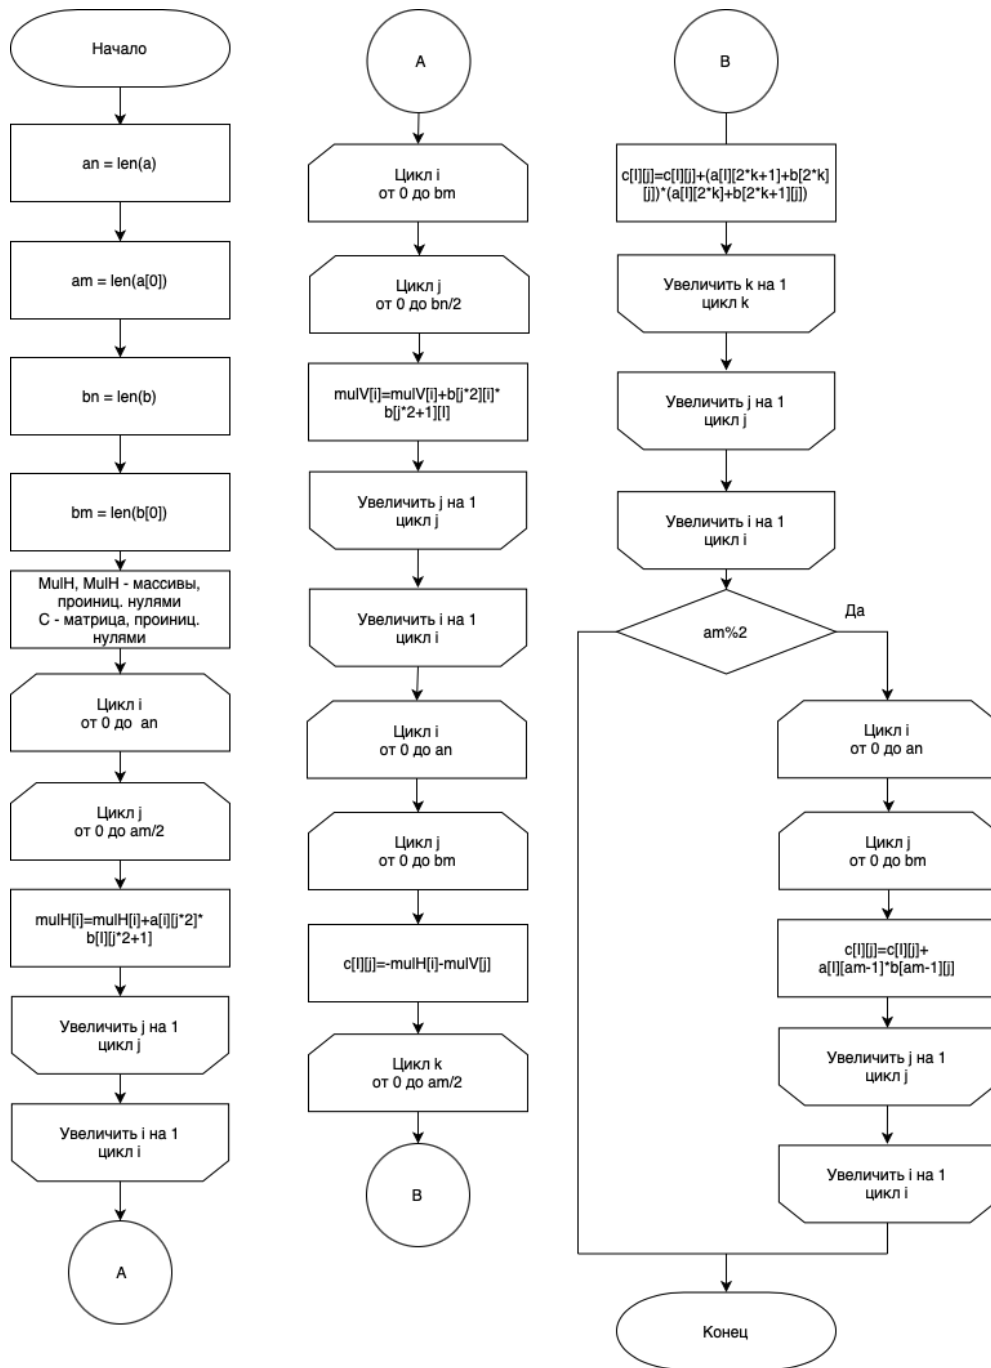 Начало
an = len(a)
am = len(a[0])
bn = len(b)
bm = len(b[0])
MulH, MulH - массивы,
проиниц. нулями
C - матрица, проиниц.
нулями
Цикл i
от 0 до an
Цикл j
от 0 до am/2
mulH[i]=mulH[i]+a[i][j*2]*
b[I][j*2+1]
Увеличить j на 1
цикл j
Увеличить i на 1
цикл i
A
A
Цикл i
от 0 до bm
Цикл j
от 0 до bn/2
mulV[i]=mulV[i]+b[j*2][i]*
b[j*2+1][I]
Увеличить j на 1
цикл j
Увеличить i на 1
цикл i
Цикл i
от 0 до an
Цикл j
от 0 до bm
c[I][j]=-mulH[i]-mulV[j]
Цикл k
от 0 до am/2
B
B
c[I][j]=c[I][j]+(a[I][2*k+1]+b[2*k]
[j])*(a[I][2*k]+b[2*k+1][j])
Увеличить k на 1
цикл k
Увеличить j на 1
цикл j
Увеличить i на 1
цикл i
am%2
Да
Цикл i
от 0 до an
Цикл j
от 0 до bm
c[I][j]=c[I][j]+
a[I][am-1]*b[am-1][j]
Увеличить j на 1
цикл j
Увеличить i на 1
цикл i
Конец